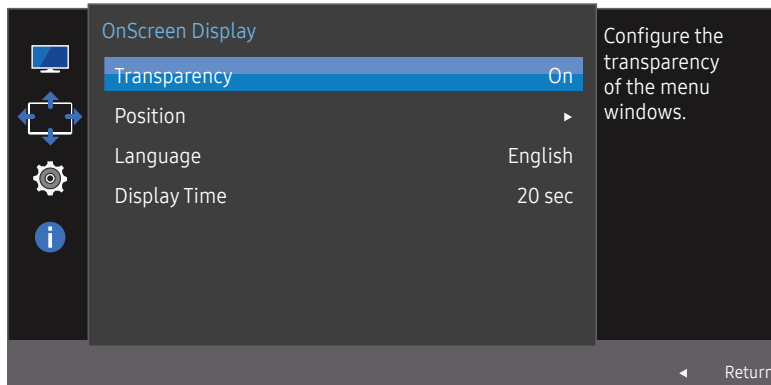 OnScreen Display
Transparency On
Position ▸
Language English
Display Time 20 sec
Configure the
transparency
of the menu
windows.
◂ Return